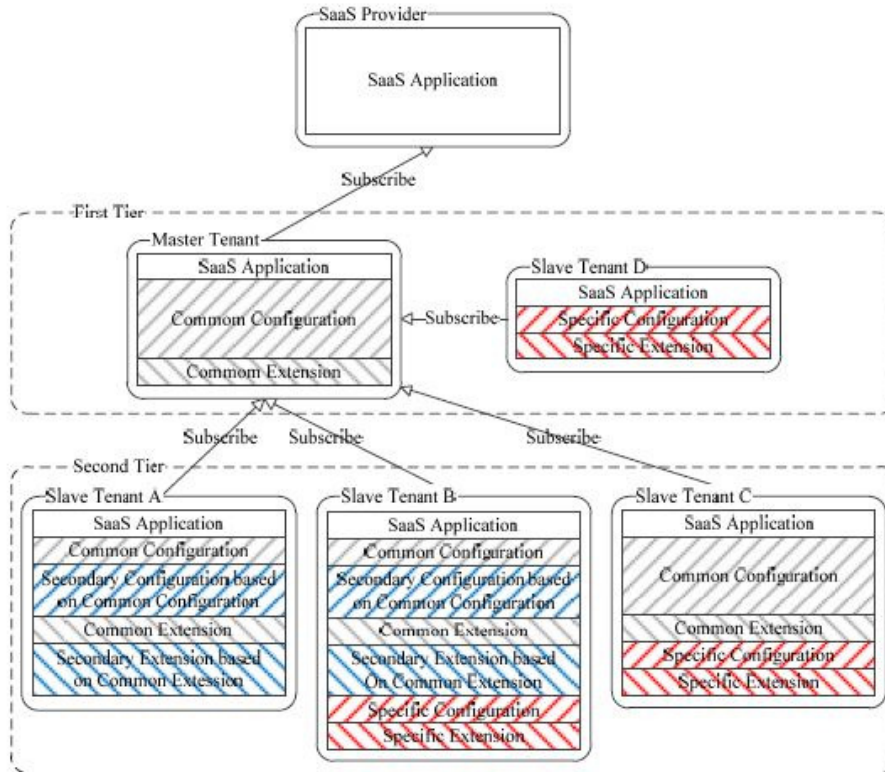 SaaS Provider
SaaS Application
Subscribe
First Tier
Master Tenant
SaaS Application
Commom Configuration
Commom Extension
Subscribe
Slave Tenant D
SaaS Application
Specific Configuration
Specific Extension
Subscribe
Subscribe
Subscribe
Second Tier
Slave Tenant A
SaaS Application
Common Configuration
Secondary Configuration based
on Common Configuration
Common Extension
Secondary Extension based
on Common Extession
Slave Tenant B
SaaS Application
Common Configuration
Secondary Configuration based
on Common Configuration
Common Extension
Secondary Extension based
On Common Extension
Specific Configuration
Specific Extension
Slave Tenant C
SaaS Application
Common Configuration
Common Extension
Specific Configuration
Specific Extension